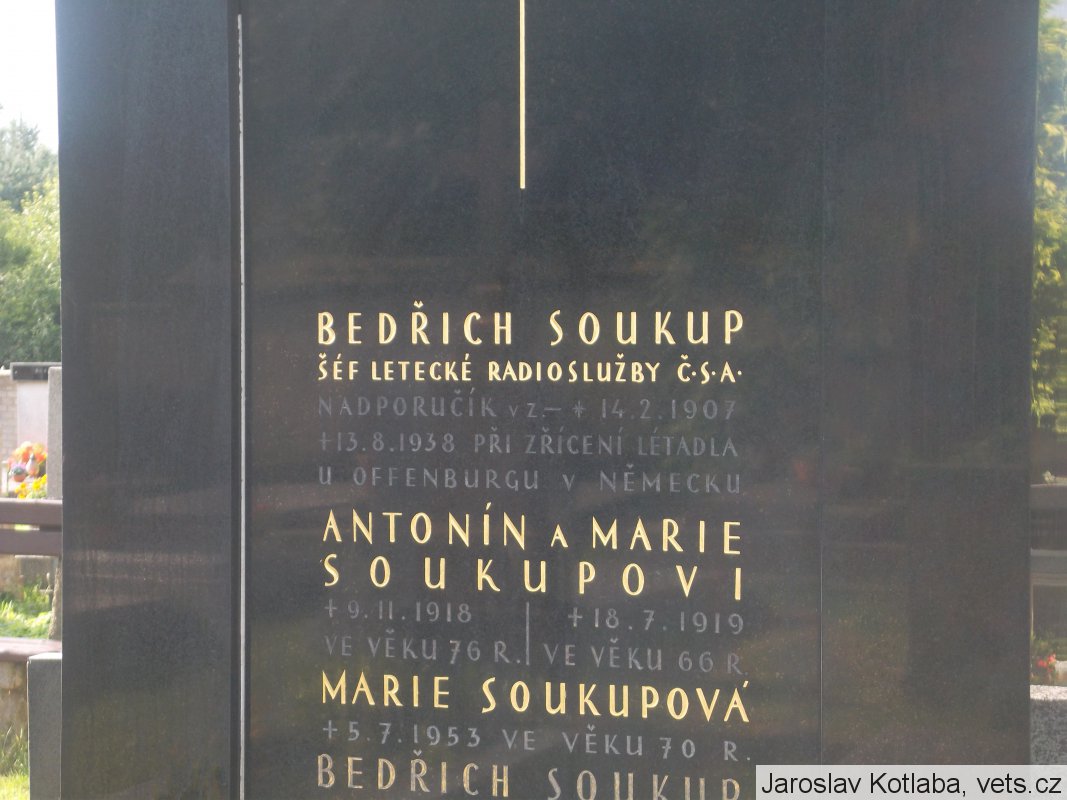 BEDŘICH SOUKUP
ŠÉF LETECKÉ RADIOSLUŽBY Č.S.A.
NADPORUČÍK V Z. – * 14.2.1907
+13.8.1938 PŘI ZŘÍCENÍ LÉTADLA
U OFFENBURGU V NĚMECKU
ANTONÍN A MARIE
SOUKUPOVI
+9.11.1918 +18.7.1919
VE VĚKU 76 R. VE VĚKU 66 R.
MARIE SOUKUPOVÁ
+5.7.1953 VE VĚKU 70 R.
BEDŘICH SOUKUP
Jaroslav Kotlaba, vets.cz